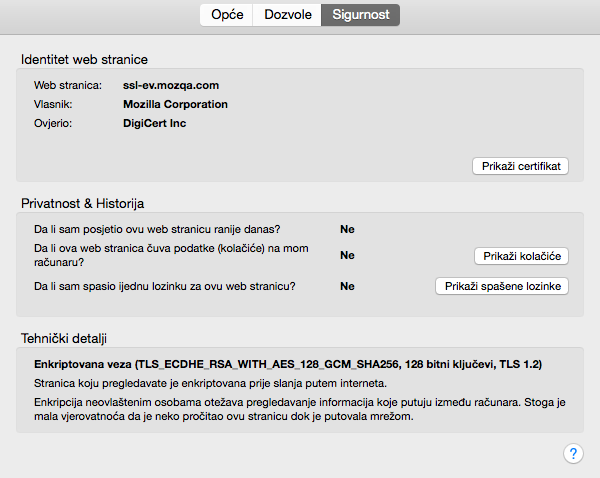 Opće Dozvole Sigurnost
Identitet web stranice
Web stranica: ssl-ev.mozqa.com
Vlasnik: Mozilla Corporation
Ovjerio: DigiCert Inc
Prikaži certifikat
Privatnost & Historija
Da li sam posjetio ovu web stranicu ranije danas? Ne
Da li ova web stranica čuva podatke (kolačiće) na mom
računaru? Ne Prikaži kolačiće
Da li sam spasio ijednu lozinku za ovu web stranicu? Ne Prikaži spašene lozinke
Tehnički detalji
Enkriptovana veza (TLS_ECDHE_RSA_WITH_AES_128_GCM_SHA256, 128 bitni ključevi, TLS 1.2)
Stranica koju pregledavate je enkriptovana prije slanja putem interneta.
Enkripcija neovlaštenim osobama otežava pregledavanje informacija koje putuju između računara. Stoga je
mala vjerovatnoća da je neko pročitao ovu stranicu dok je putovala mrežom.
?